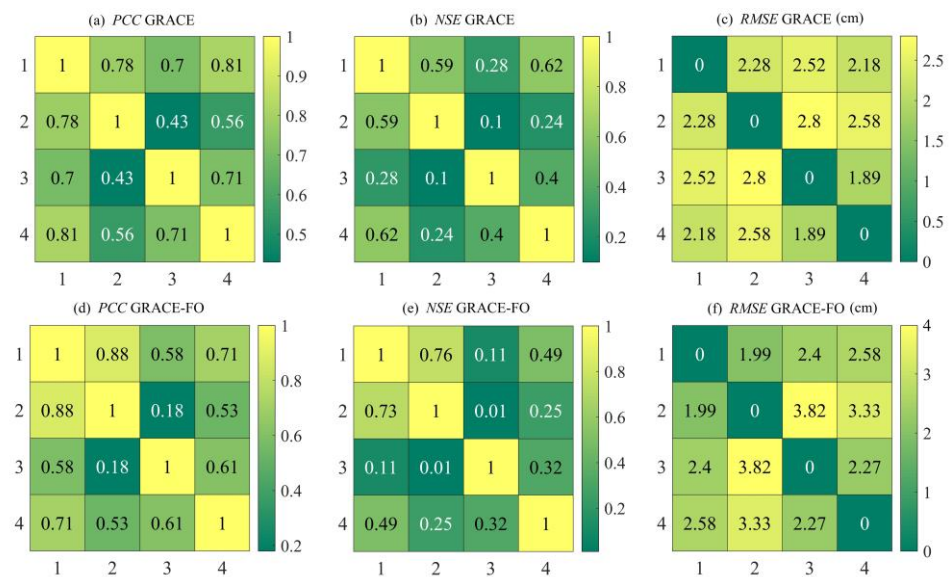 (a) PCC GRACE
(b) NSE GRACE
(c) RMSE GRACE (cm)
1 1 0.78 0.7 0.81
2 0.78 1 0.43 0.56
3 0.7 0.43 1 0.71
4 0.81 0.56 0.71 1
1 2 3 4
1
0.9
0.8
0.7
0.6
0.5
1 1 0.59 0.28 0.62
2 0.59 1 0.1 0.24
3 0.28 0.1 1 0.4
4 0.62 0.24 0.4 1
1 2 3 4
1
0.8
0.6
0.4
0.2
1 0 2.28 2.52 2.18
2 2.28 0 2.8 2.58
3 2.52 2.8 0 1.89
4 2.18 2.58 1.89 0
1 2 3 4
2.5
2
1.5
1
0.5
0
(d) PCC GRACE-FO
(e) NSE GRACE-FO
(f) RMSE GRACE-FO (cm)
1 1 0.88 0.58 0.71
2 0.88 1 0.18 0.53
3 0.58 0.18 1 0.61
4 0.71 0.53 0.61 1
1 2 3 4
1
0.8
0.6
0.4
0.2
1 1 0.76 0.11 0.49
2 0.73 1 0.01 0.25
3 0.11 0.01 1 0.32
4 0.49 0.25 0.32 1
1 2 3 4
1
0.8
0.6
0.4
0.2
1 0 1.99 2.4 2.58
2 1.99 0 3.82 3.33
3 2.4 3.82 0 2.27
4 2.58 3.33 2.27 0
1 2 3 4
4
3
2
1
0